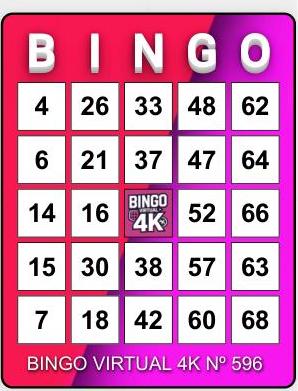 B I N G O
4 26 33 48 62
6 21 37 47 64
14 16 BINGO VIRTUAL 4K 52 66
15 30 38 57 63
7 18 42 60 68
BINGO VIRTUAL 4K Nº 596